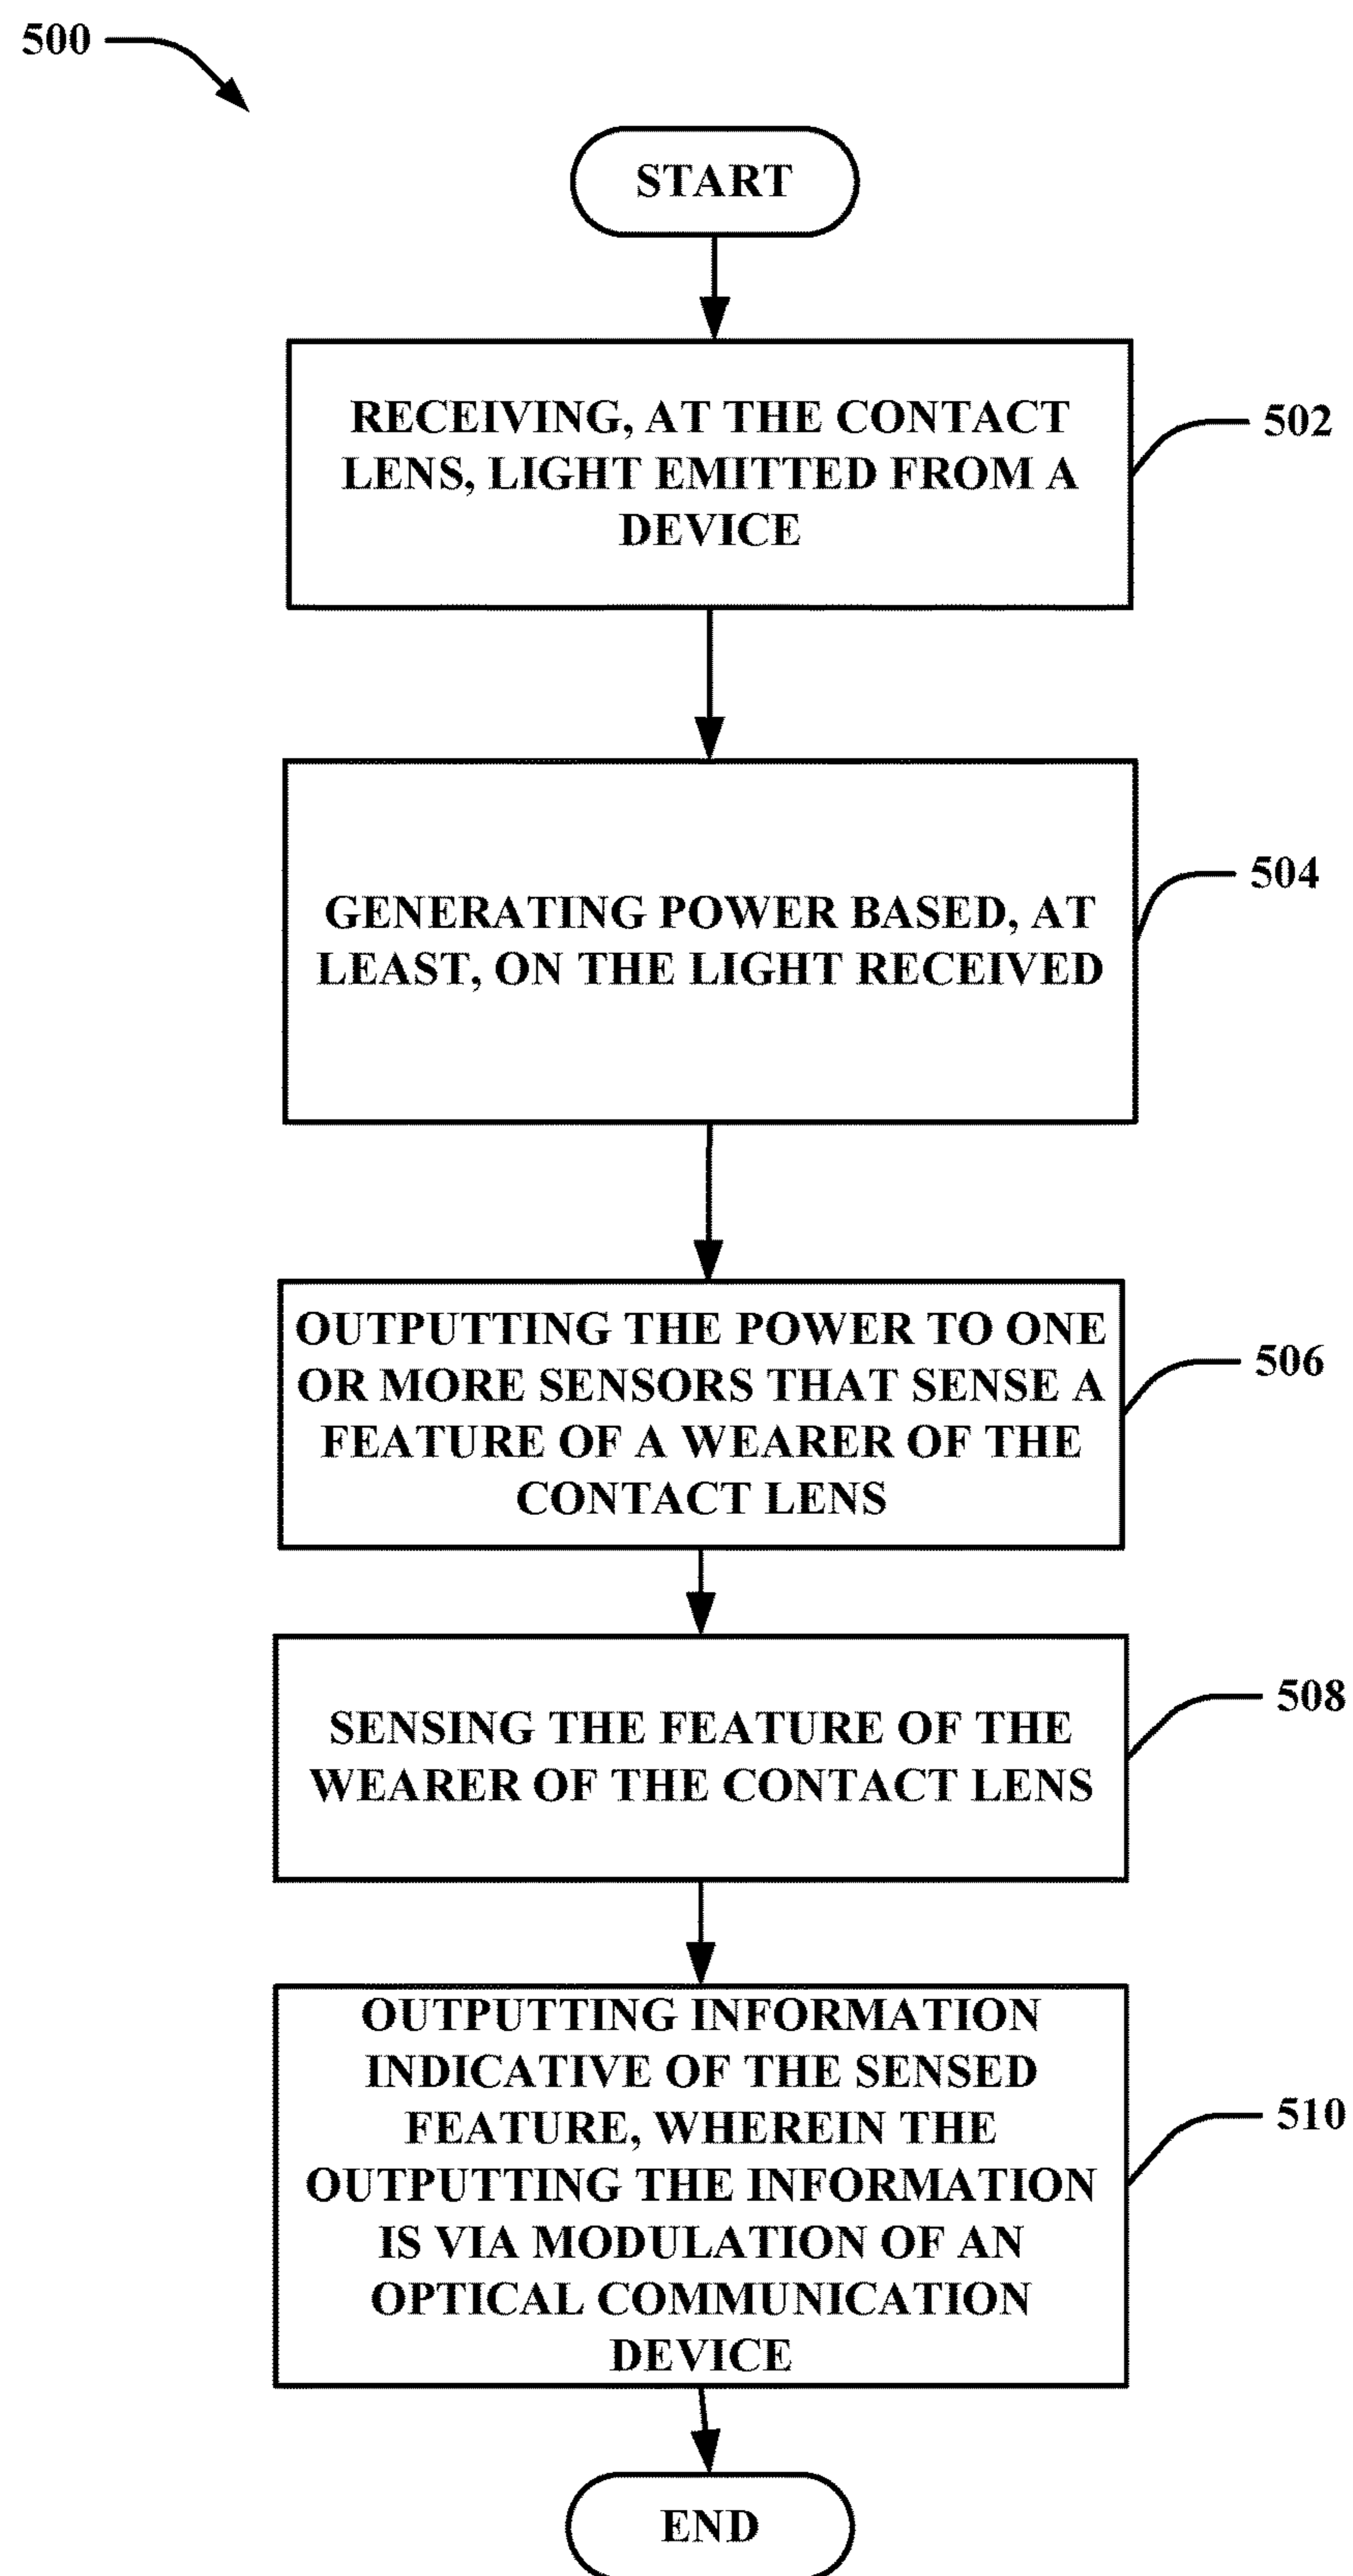 500
START
RECEIVING, AT THE CONTACT
LENS, LIGHT EMITTED FROM A
DEVICE
502
GENERATING POWER BASED, AT
LEAST, ON THE LIGHT RECEIVED
504
OUTPUTTING THE POWER TO ONE
OR MORE SENSORS THAT SENSE A
FEATURE OF A WEARER OF THE
CONTACT LENS
506
SENSING THE FEATURE OF THE
WEARER OF THE CONTACT LENS
508
OUTPUTTING INFORMATION
INDICATIVE OF THE SENSED
FEATURE, WHEREIN THE
OUTPUTTING THE INFORMATION
IS VIA MODULATION OF AN
OPTICAL COMMUNICATION
DEVICE
510
END